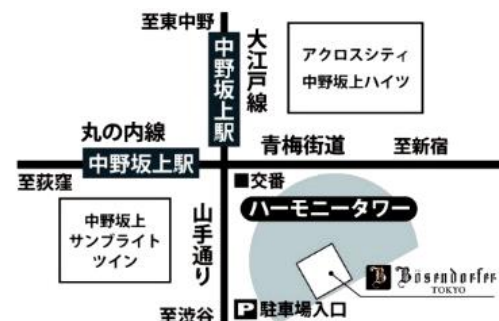 至東中野
中野坂上駅
大江戸線
アクロスシティ
中野坂上ハイツ
丸の内線
中野坂上駅
青梅街道
至新宿
至荻窪
■交番
ハーモニータワー
中野坂上
サンブライト
ツイン
山手通り
B Bösendorfer
TOKYO
至渋谷
P 駐車場入口